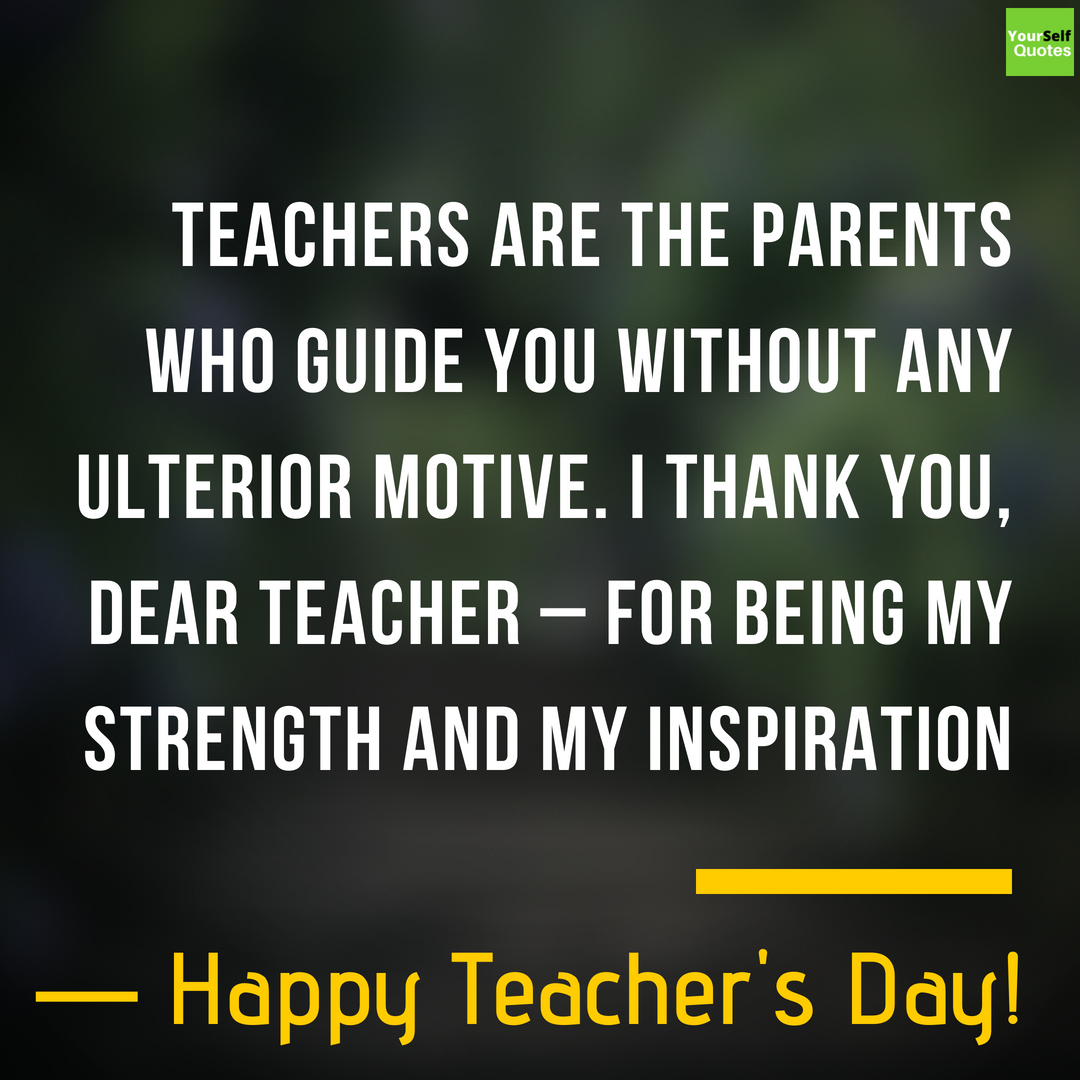 YourSelf
Quotes
TEACHERS ARE THE PARENTS
WHO GUIDE YOU WITHOUT ANY
ULTERIOR MOTIVE. I THANK YOU,
DEAR TEACHER – FOR BEING MY
STRENGTH AND MY INSPIRATION
— Happy Teacher's Day!